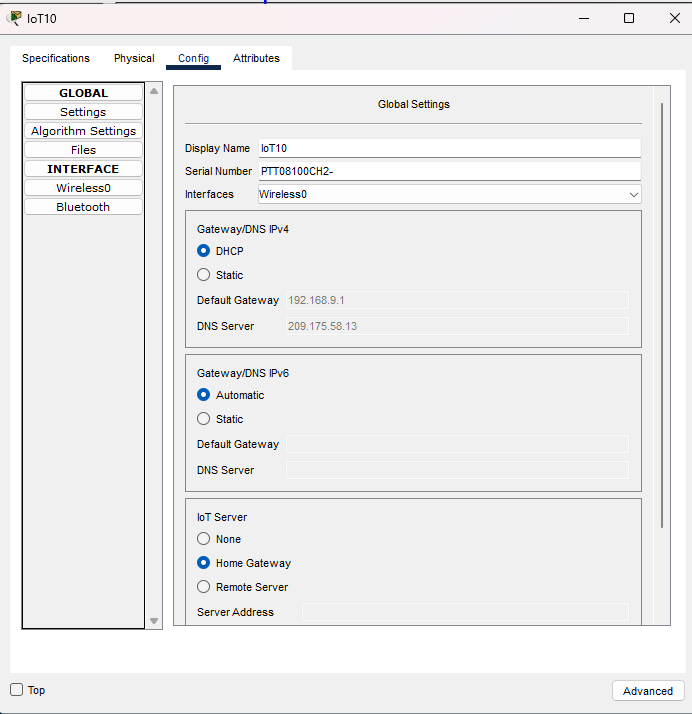 IoT10
Specifications Physical Config Attributes
GLOBAL
Settings
Algorithm Settings
Files
INTERFACE
Wireless0
Bluetooth
Global Settings
Display Name IoT10
Serial Number PTT08100CH2-
Interfaces Wireless0
Gateway/DNS IPv4
DHCP
Static
Default Gateway 192.168.9.1
DNS Server 209.175.58.13
Gateway/DNS IPv6
Automatic
Static
Default Gateway
DNS Server
IoT Server
None
Home Gateway
Remote Server
Server Address
Top
Advanced